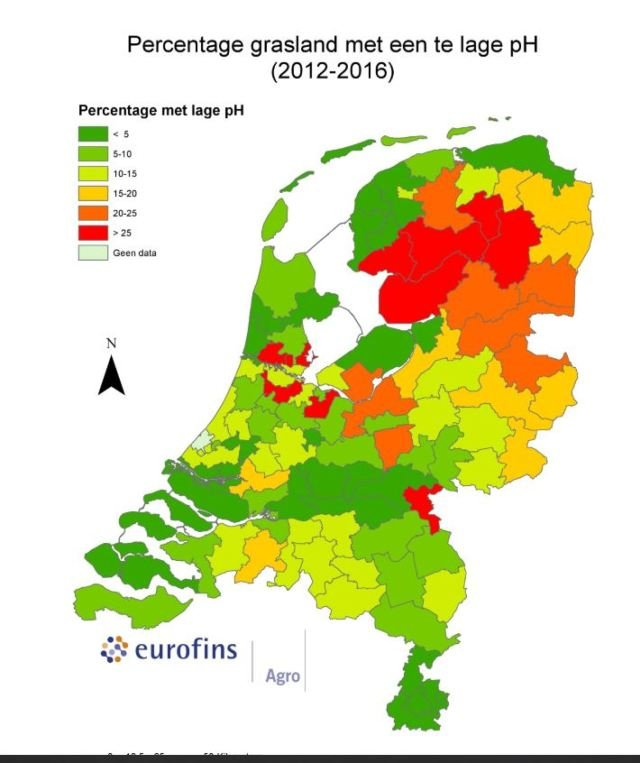 Percentage grasland met een te lage pH
(2012-2016)
Percentage met lage pH
< 5
5-10
10-15
15-20
20-25
> 25
Geen data
N
eurofins
Agro